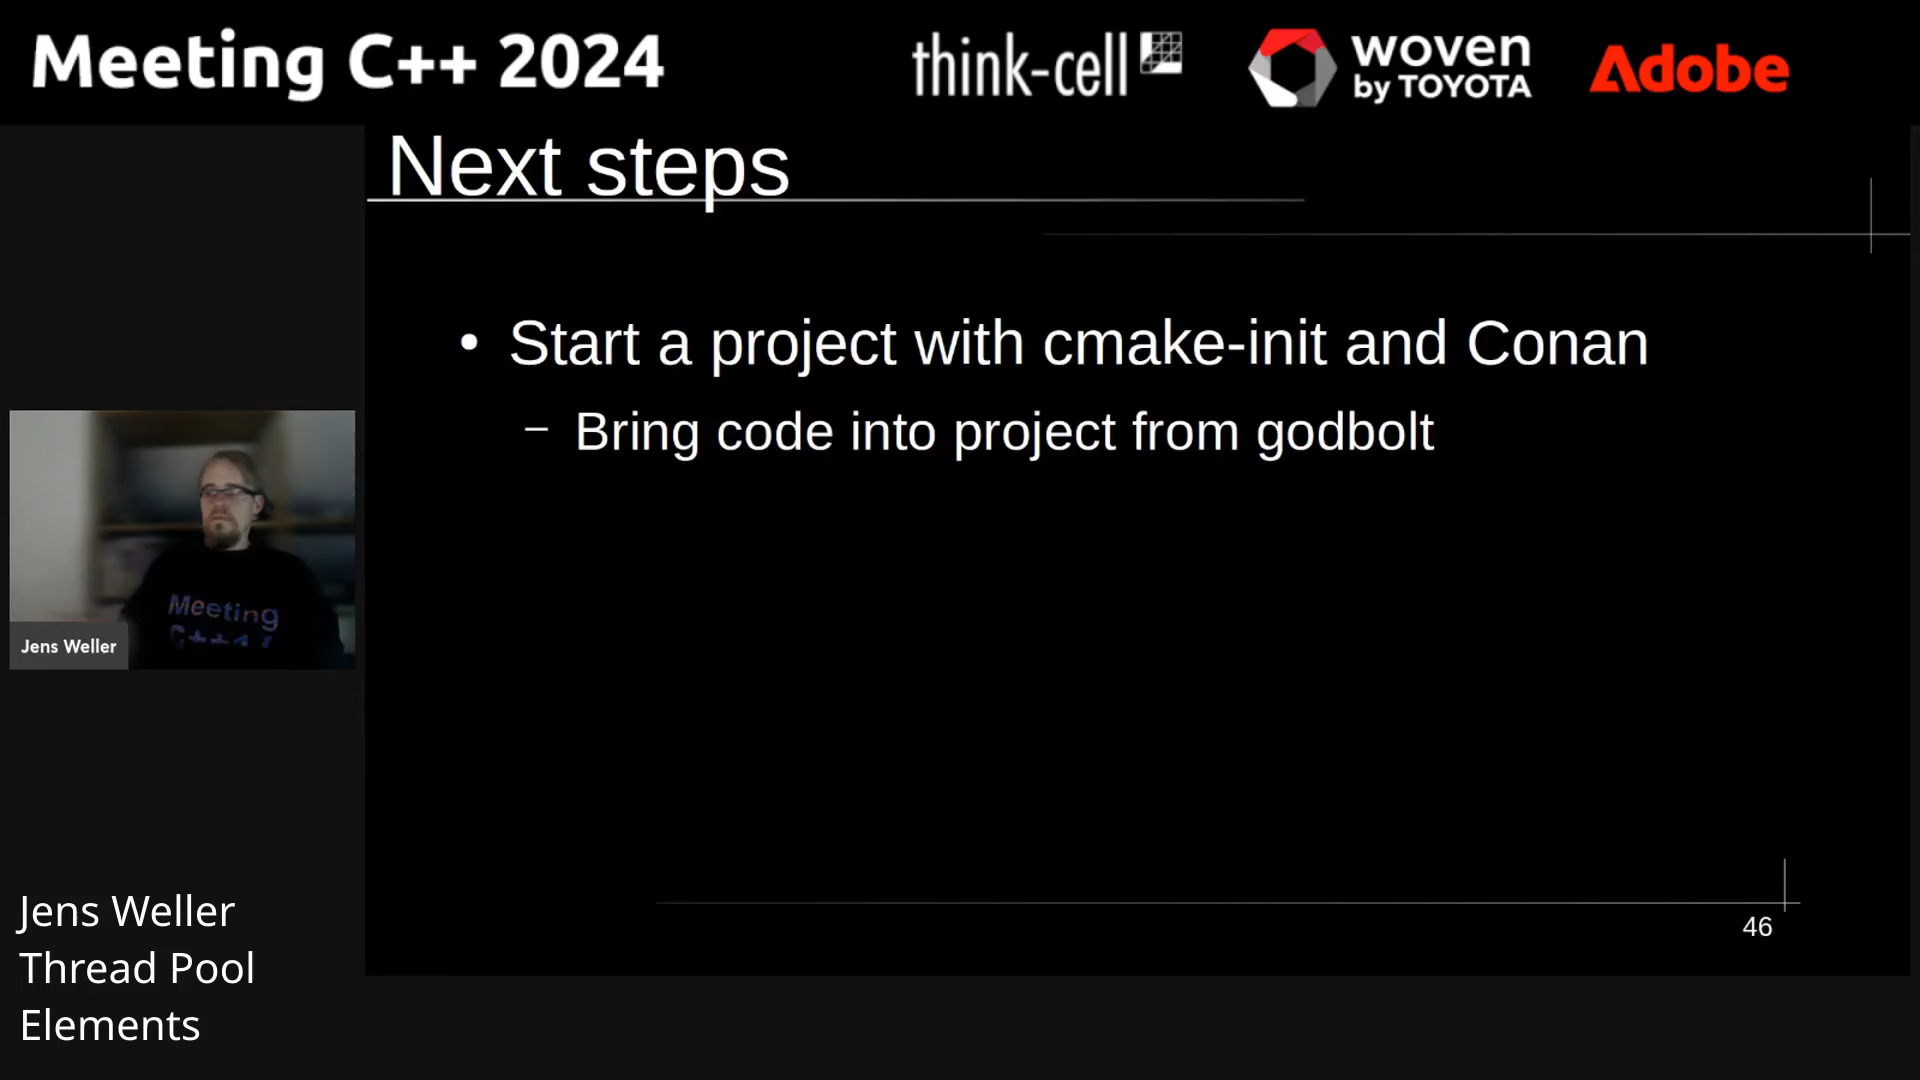 Meeting C++ 2024
think-cell
woven
by TOYOTA
Adobe
Next steps
• Start a project with cmake-init and Conan
– Bring code into project from godbolt
Meeting
Jens Weller
46
Jens Weller
Thread Pool
Elements